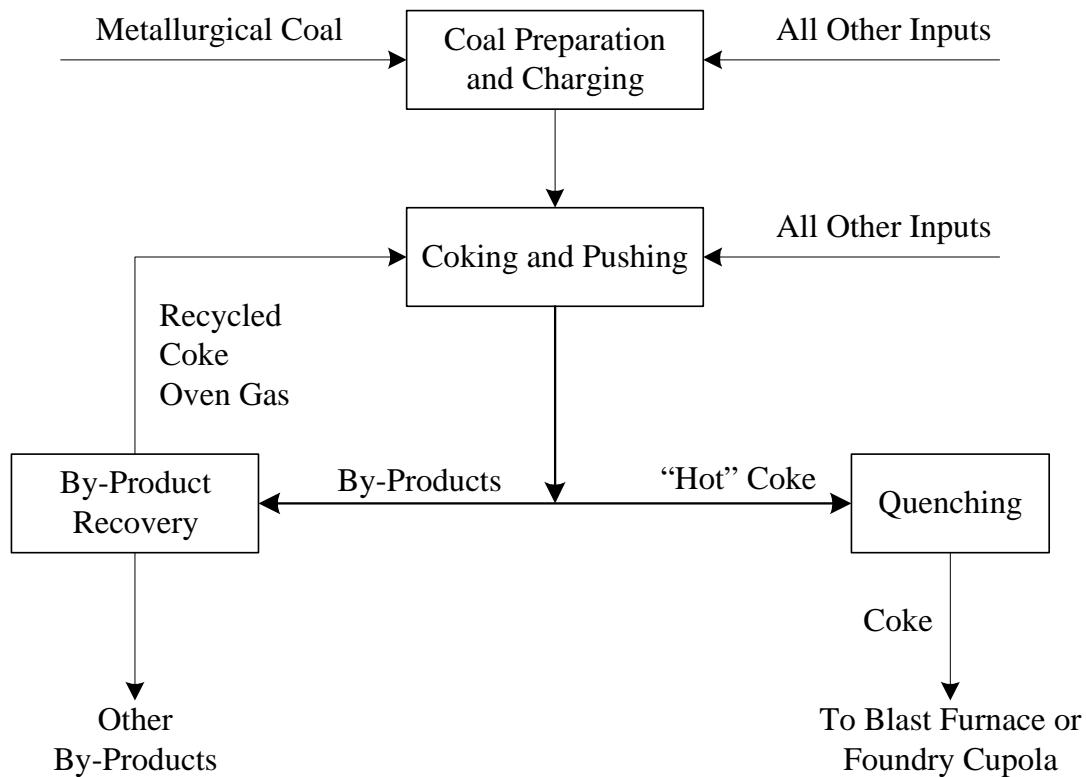 Metallurgical Coal
Coal Preparation
and Charging
All Other Inputs
Coking and Pushing
All Other Inputs
Recycled
Coke
Oven Gas
By-Product
Recovery
By-Products
“Hot” Coke
Quenching
Coke
Other
By-Products
To Blast Furnace or
Foundry Cupola